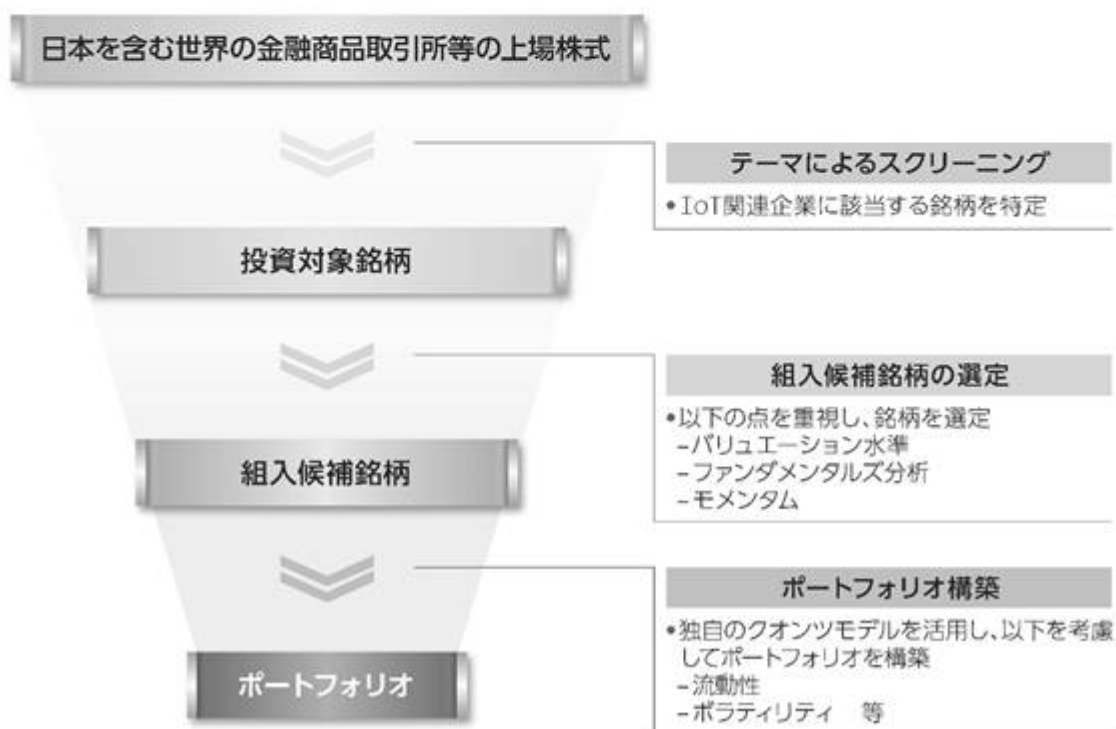 日本を含む世界の金融商品取引所等の上場株式
テーマによるスクリーニング
•IoT関連企業に該当する銘柄を特定
投資対象銘柄
組入候補銘柄の選定
•以下の点を重視し、銘柄を選定
−バリュエーション水準
−ファンダメンタルズ分析
−モメンタム
組入候補銘柄
ポートフォリオ構築
•独自のクオンツモデルを活用し、以下を考慮
してポートフォリオを構築
−流動性
−ボラティリティ　等
ポートフォリオ